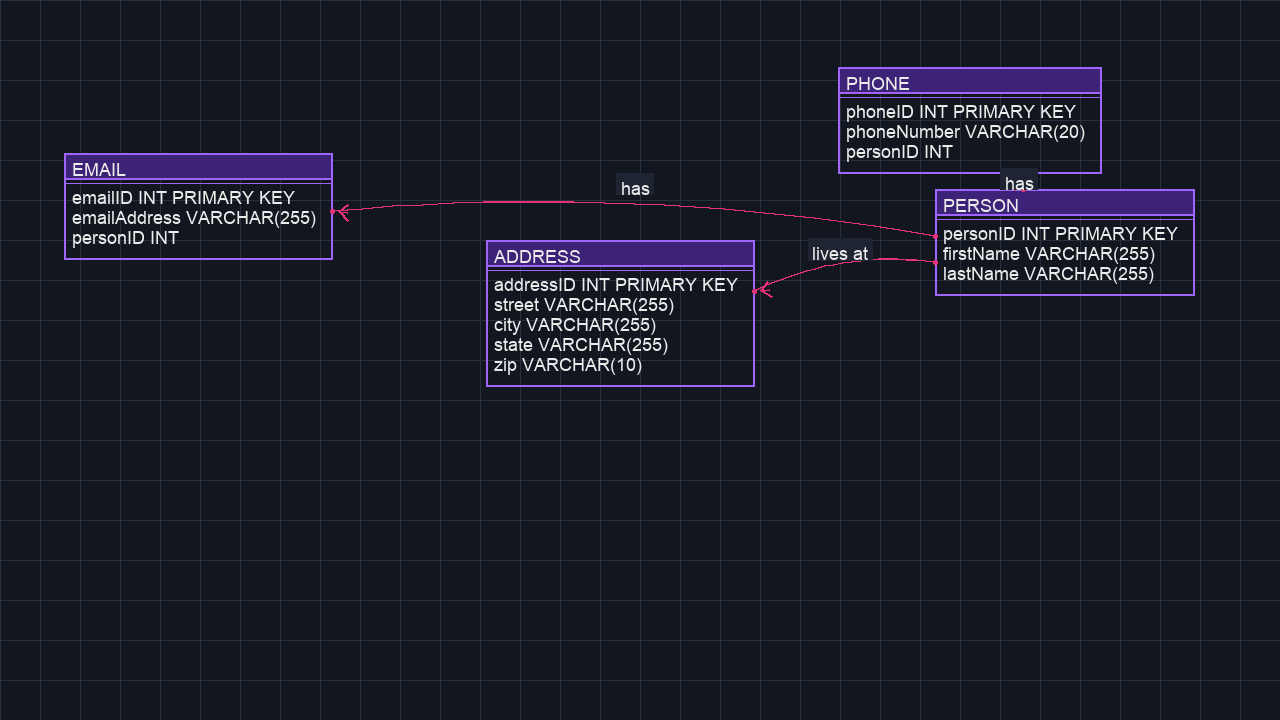 PHONE
phoneID INT PRIMARY KEY
phoneNumber VARCHAR(20)
personID INT
EMAIL
emailID INT PRIMARY KEY
emailAddress VARCHAR(255)
personID INT
has
has
PERSON
personID INT PRIMARY KEY
firstName VARCHAR(255)
lastName VARCHAR(255)
lives at
ADDRESS
addressID INT PRIMARY KEY
street VARCHAR(255)
city VARCHAR(255)
state VARCHAR(255)
zip VARCHAR(10)